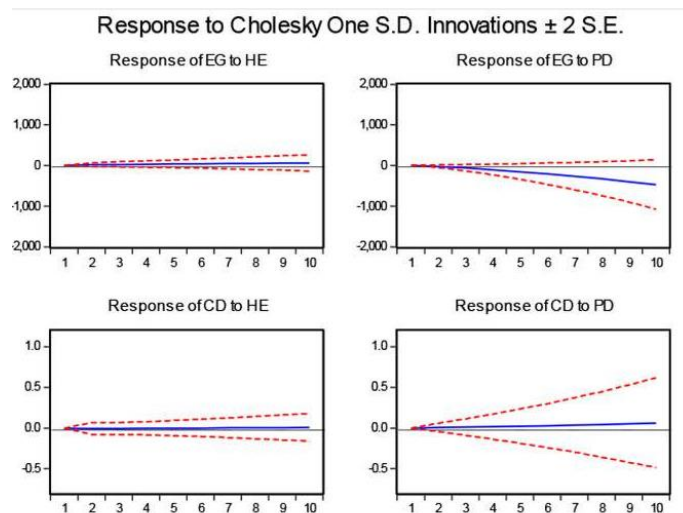 Response to Cholesky One S.D. Innovations ± 2 S.E.
Response of EG to HE
2,000
1,000
0
-1,000
-2,000
1 2 3 4 5 6 7 8 9 10
Response of EG to PD
2,000
1,000
0
-1,000
-2,000
1 2 3 4 5 6 7 8 9 10
Response of CD to HE
1.0
0.5
0.0
-0.5
1 2 3 4 5 6 7 8 9 10
Response of CD to PD
1.0
0.5
0.0
-0.5
1 2 3 4 5 6 7 8 9 10